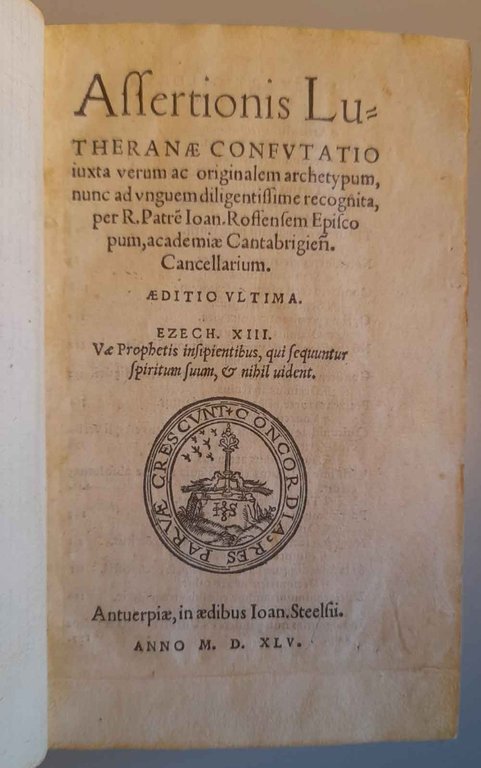 Aſſertionis Lu=
THERANÆ CONFVTATIO
iuxta verum ac originalem archetypum,
nunc ad vnguem diligentiſſime recognita,
per R. Patrẽ Ioan. Roffenſem Epiſco
pum, academiæ Cantabrigieñ.
Cancellarium.
ÆDITIO VLTIMA.
EZECH. XIII.
Væ Prophetis inſipientibus, qui ſequuntur
ſpiritum ſuum, & nihil uident.
CONCORDIA. RES PARVÆ CRESCVNT
IHS
Antuerpiæ, in ædibus Ioan. Steelſii.
ANNO M. D. XLV.